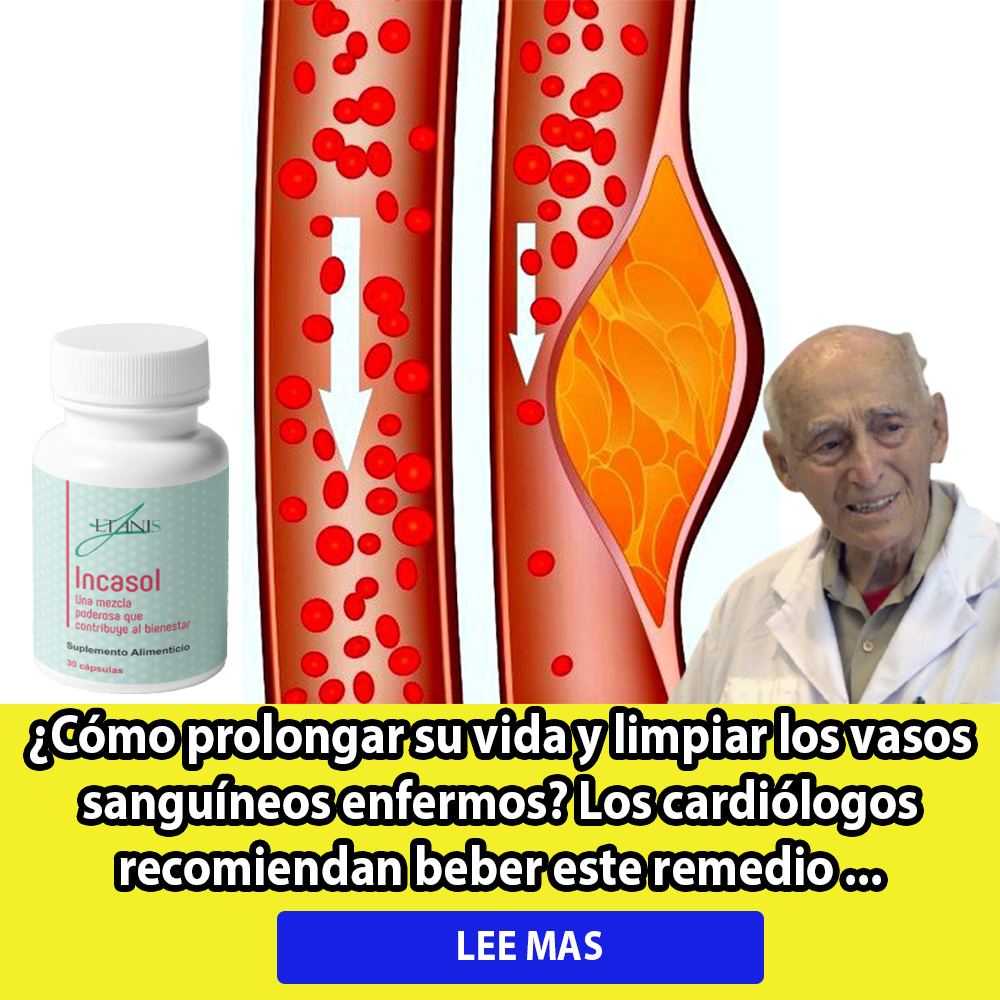 LTANIS
Incasol
Una mezcla
poderosa que
contribuye al bienestar
Suplemento Alimenticio
30 cápsulas
¿Cómo prolongar su vida y limpiar los vasos
sanguíneos enfermos? Los cardiólogos
recomiendan beber este remedio ...
LEE MAS